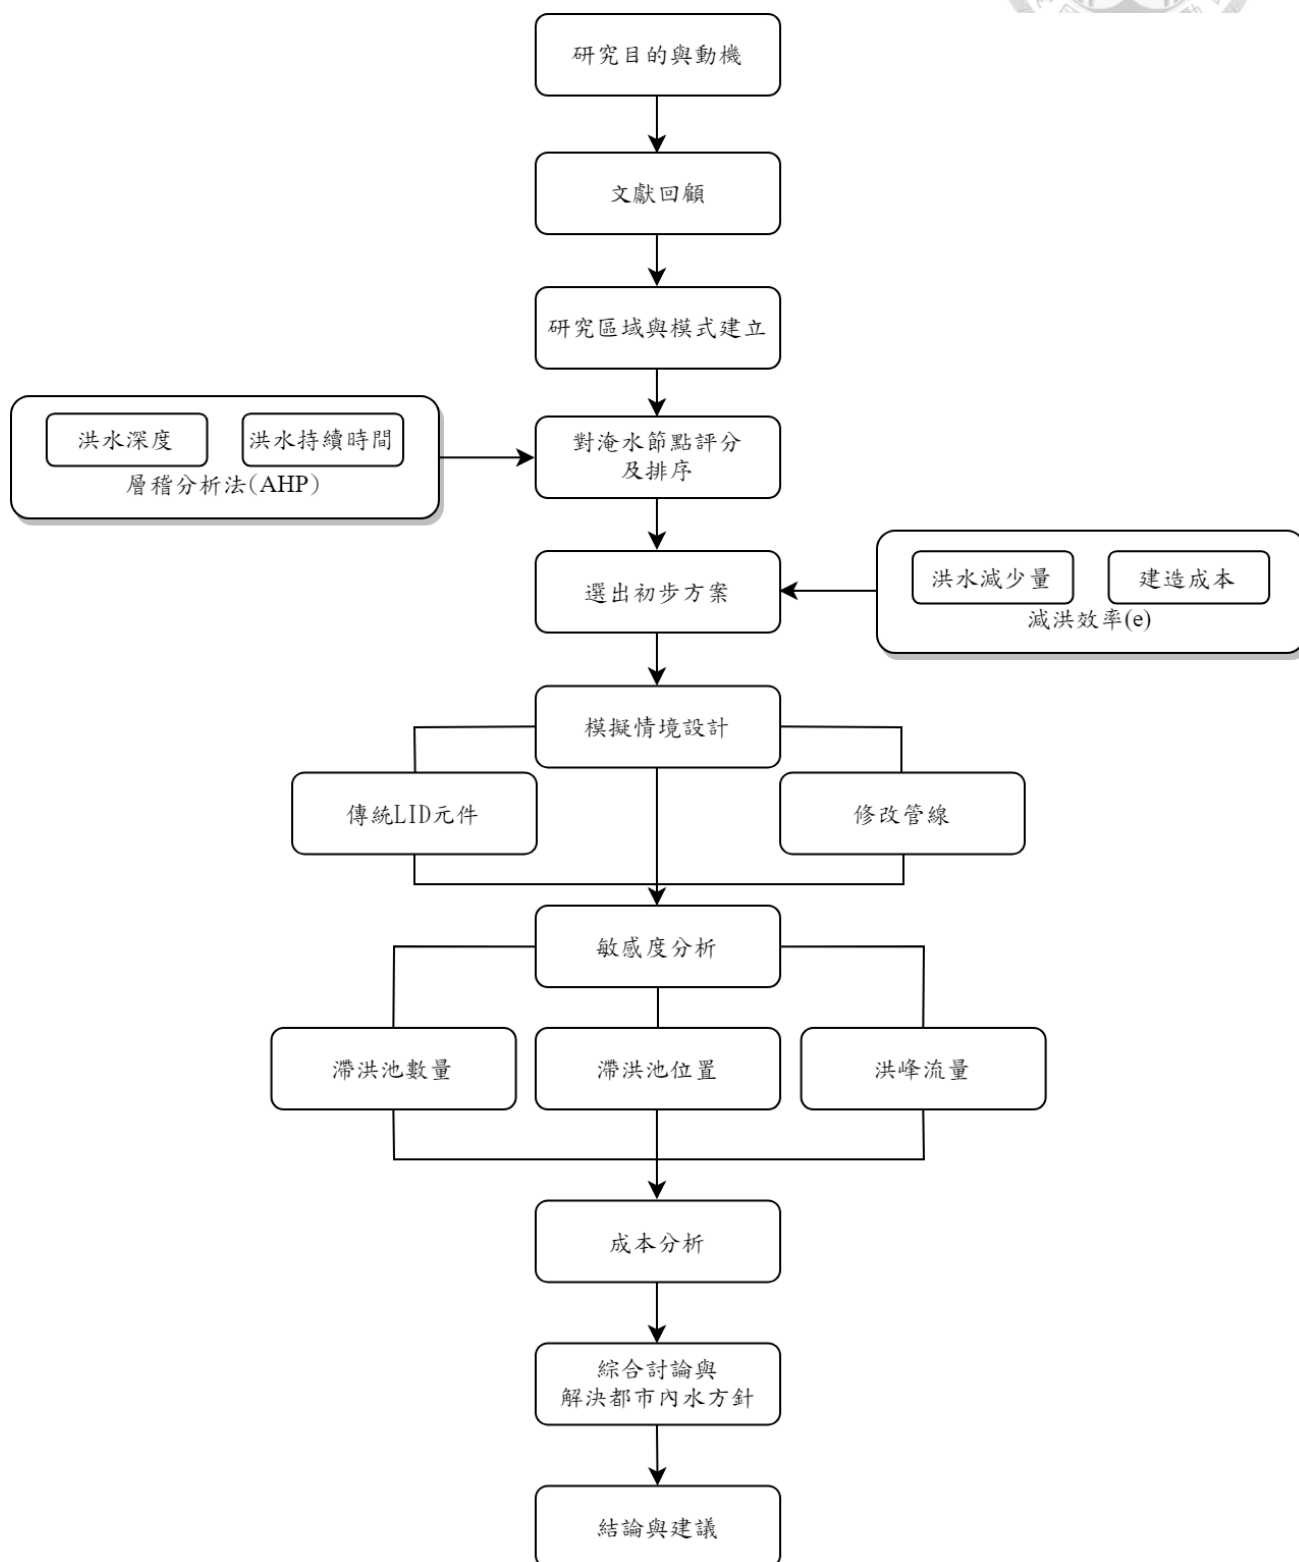 研究目的與動機
文獻回顧
研究區域與模式建立
洪水深度
洪水持續時間
層稽分析法(AHP)
對淹水節點評分
及排序
選出初步方案
洪水減少量
建造成本
減洪效率(e)
模擬情境設計
傳統LID元件
修改管線
敏感度分析
滯洪池數量
滯洪池位置
洪峰流量
成本分析
綜合討論與
解決都市內水方針
結論與建議